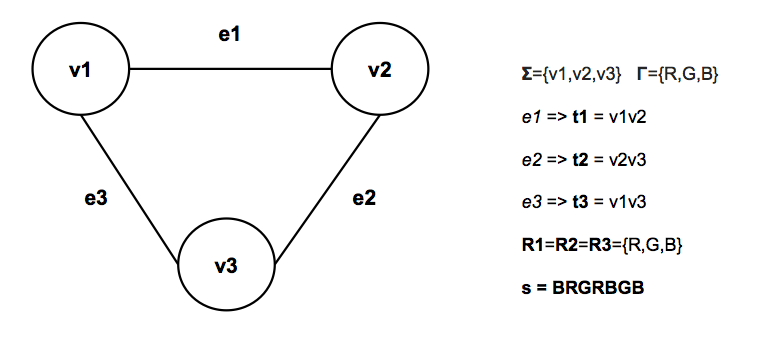 e1
v1
v2
e3
e2
v3
Σ={v1,v2,v3} Γ={R,G,B}
e1 => t1 = v1v2
e2 => t2 = v2v3
e3 => t3 = v1v3
R1=R2=R3={R,G,B}
s = BRGRBGB